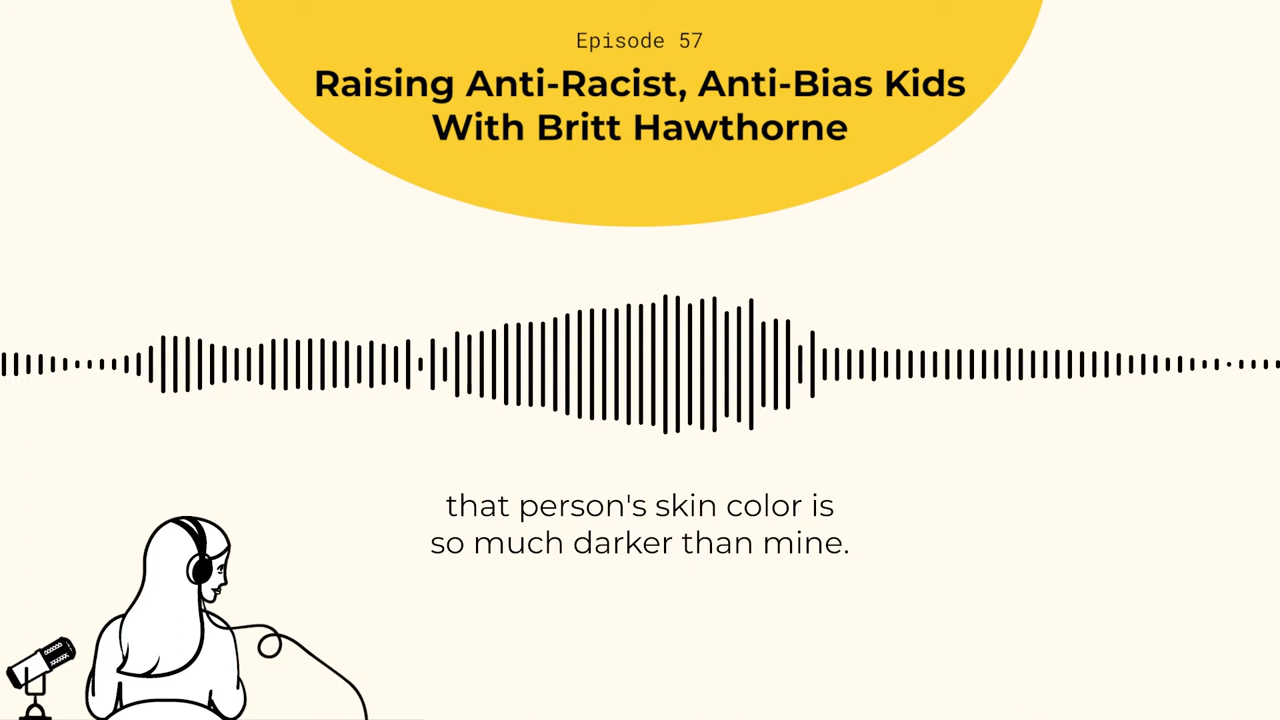 Episode 57
Raising Anti-Racist, Anti-Bias Kids
With Britt Hawthorne
that person's skin color is
so much darker than mine.